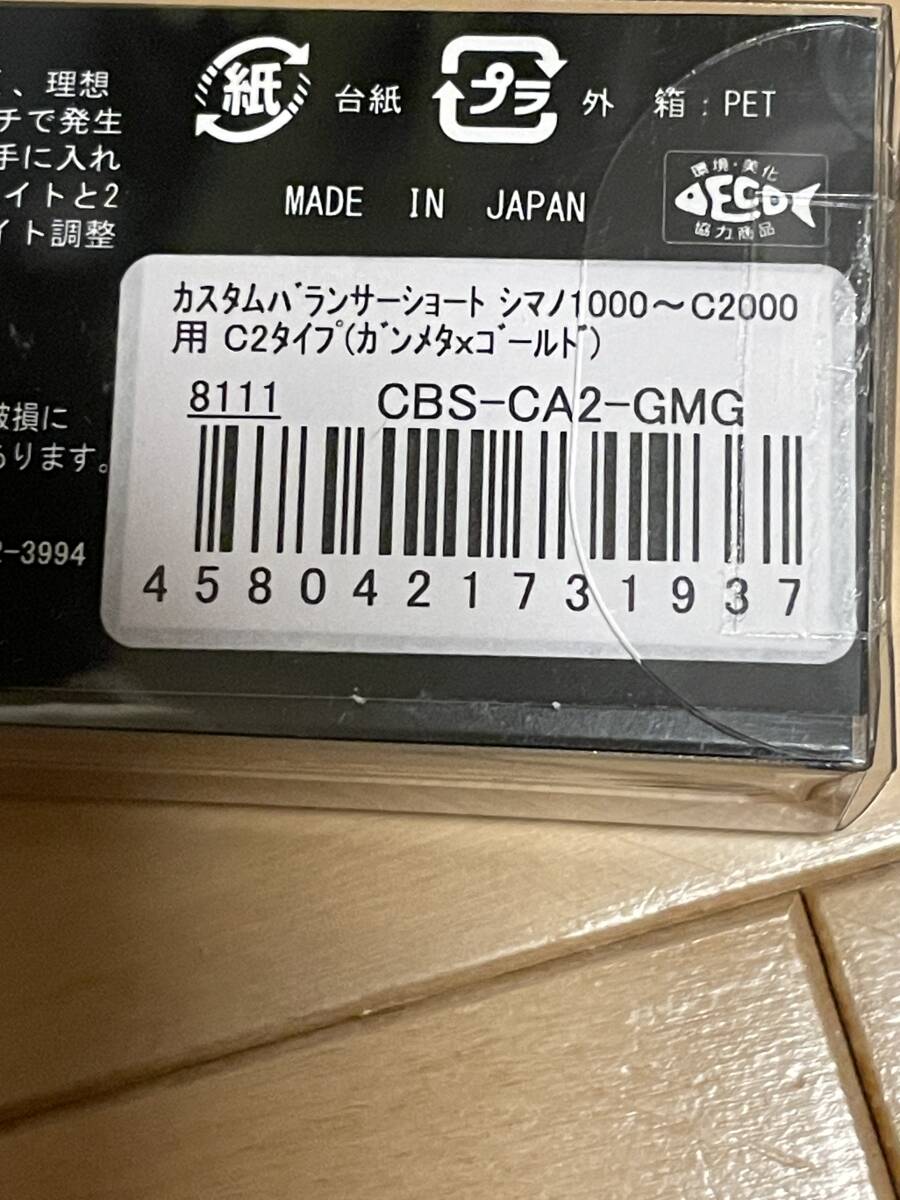 、理想
チで発生
手に入れ
イトと2
イト調整
紙 台紙 プラ 外 箱：PET
MADE IN JAPAN
環境・美化
ECO
協力商品
カスタムバランサーショート シマノ1000～C2000
用 C2タイプ(ガンメタxゴールド)
8111 CBS-CA2-GMG
4580421731937
破損に
あります。
2-3994